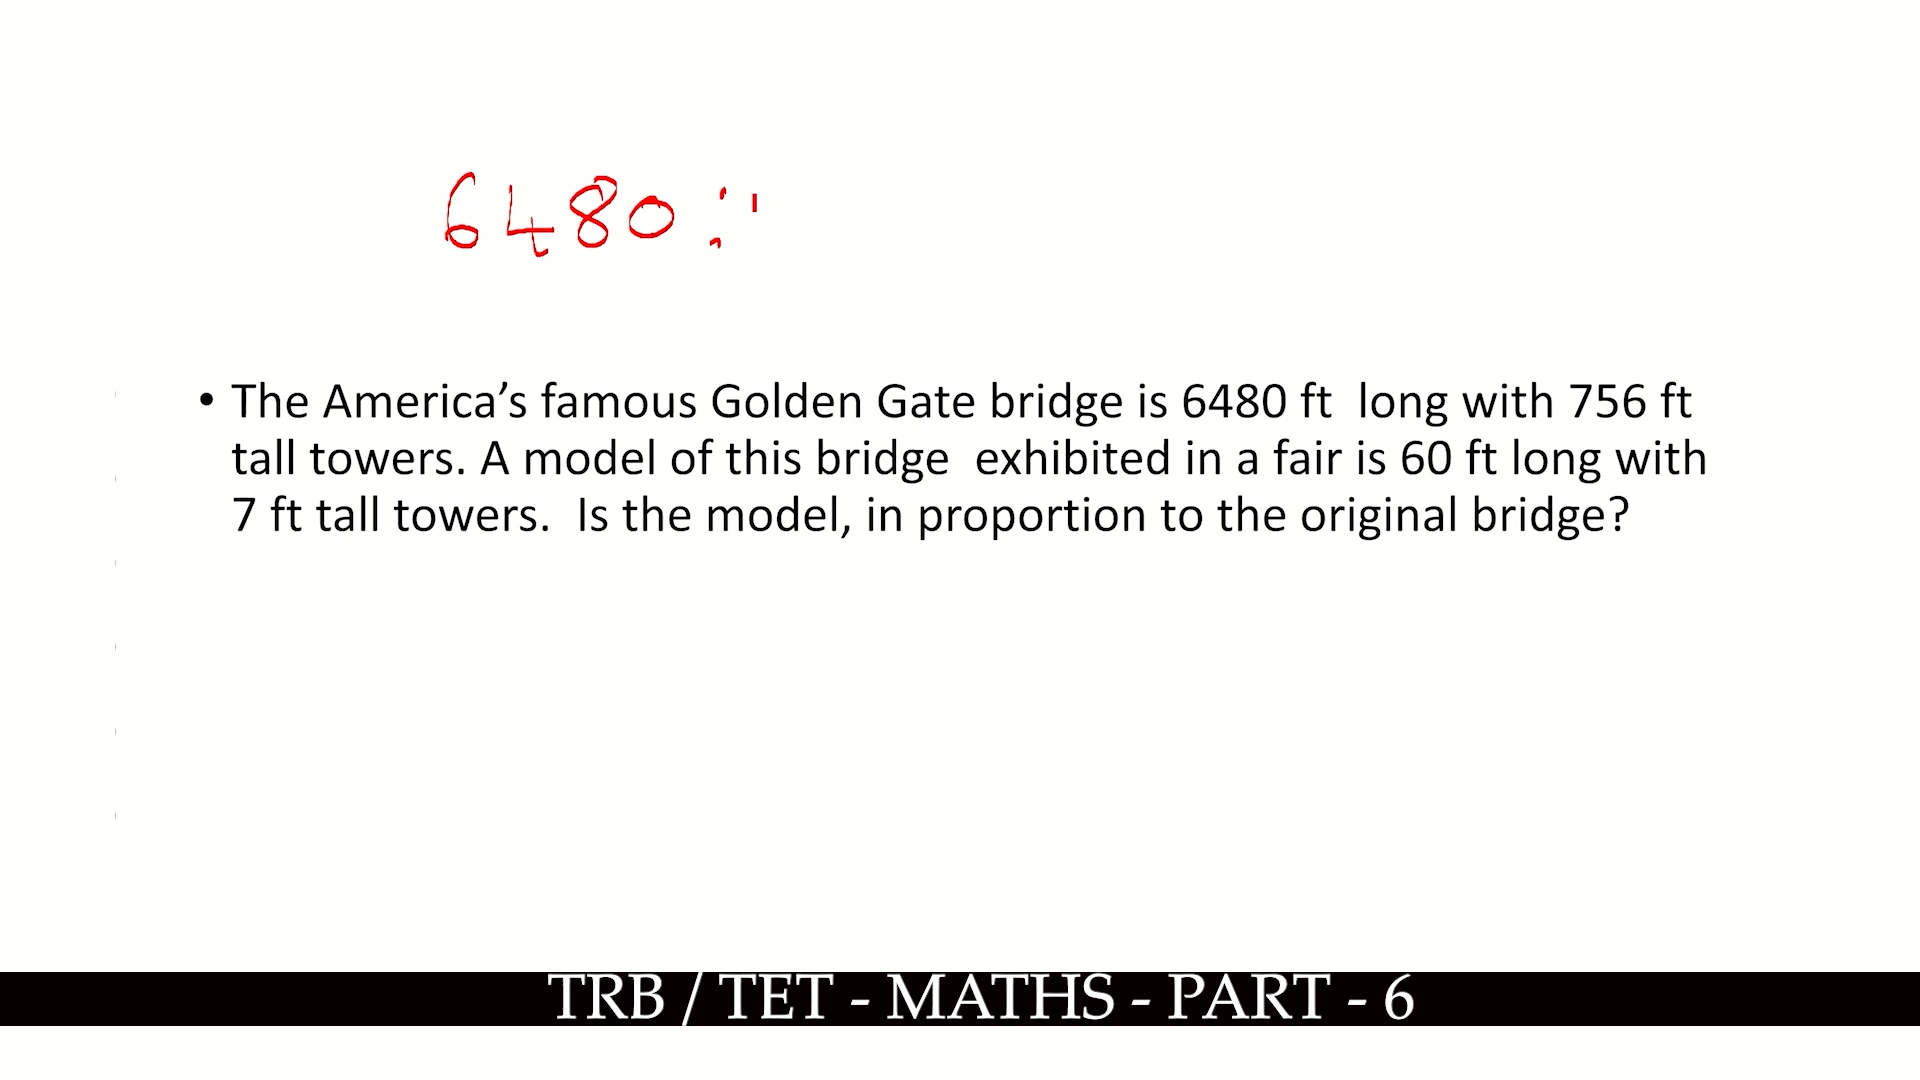 6480 :
• The America’s famous Golden Gate bridge is 6480 ft long with 756 ft
tall towers. A model of this bridge exhibited in a fair is 60 ft long with
7 ft tall towers. Is the model, in proportion to the original bridge?
TRB / TET - MATHS - PART - 6